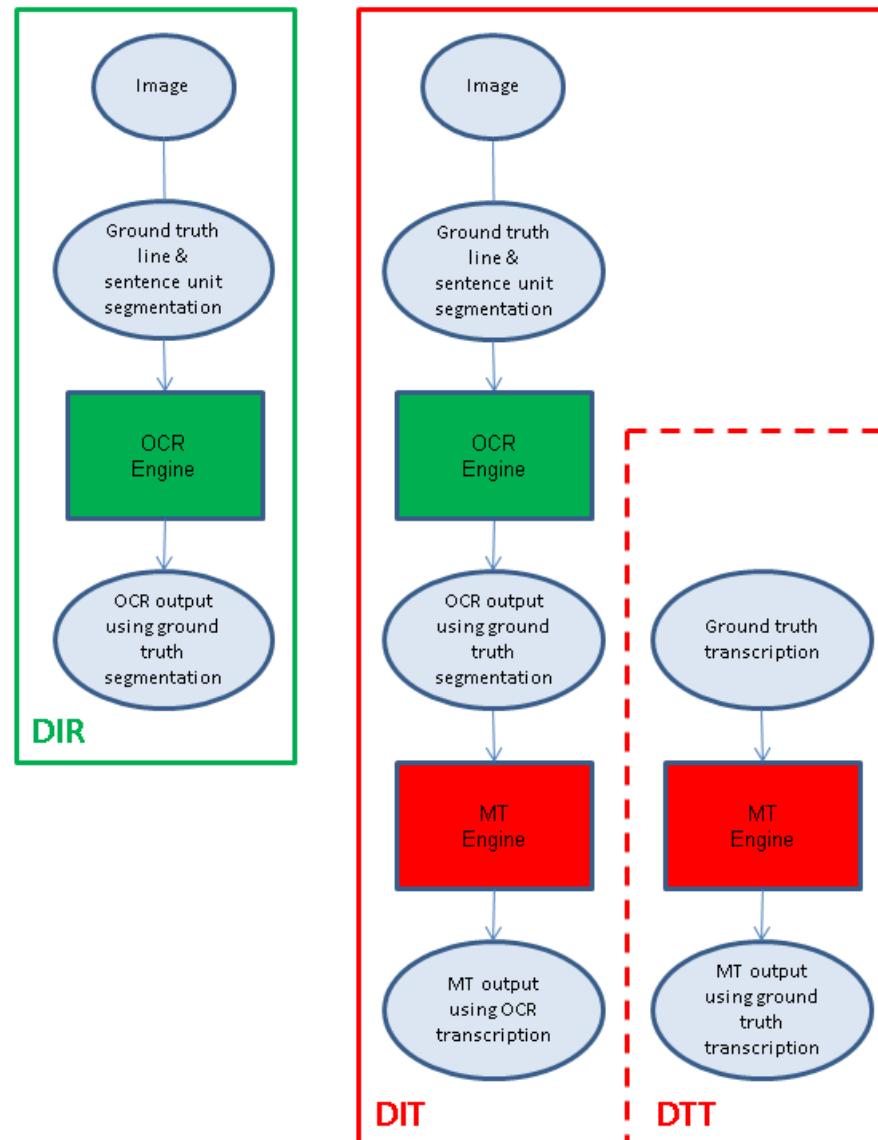 Image
Ground truth
line &
sentence unit
segmentation
OCR
Engine
OCR output
using ground
truth
segmentation
DIR
Image
Ground truth
line &
sentence unit
segmentation
OCR
Engine
OCR output
using ground
truth
segmentation
MT
Engine
MT output
using OCR
transcription
DIT
Ground truth
transcription
MT
Engine
MT output
using ground
truth
transcription
DTT